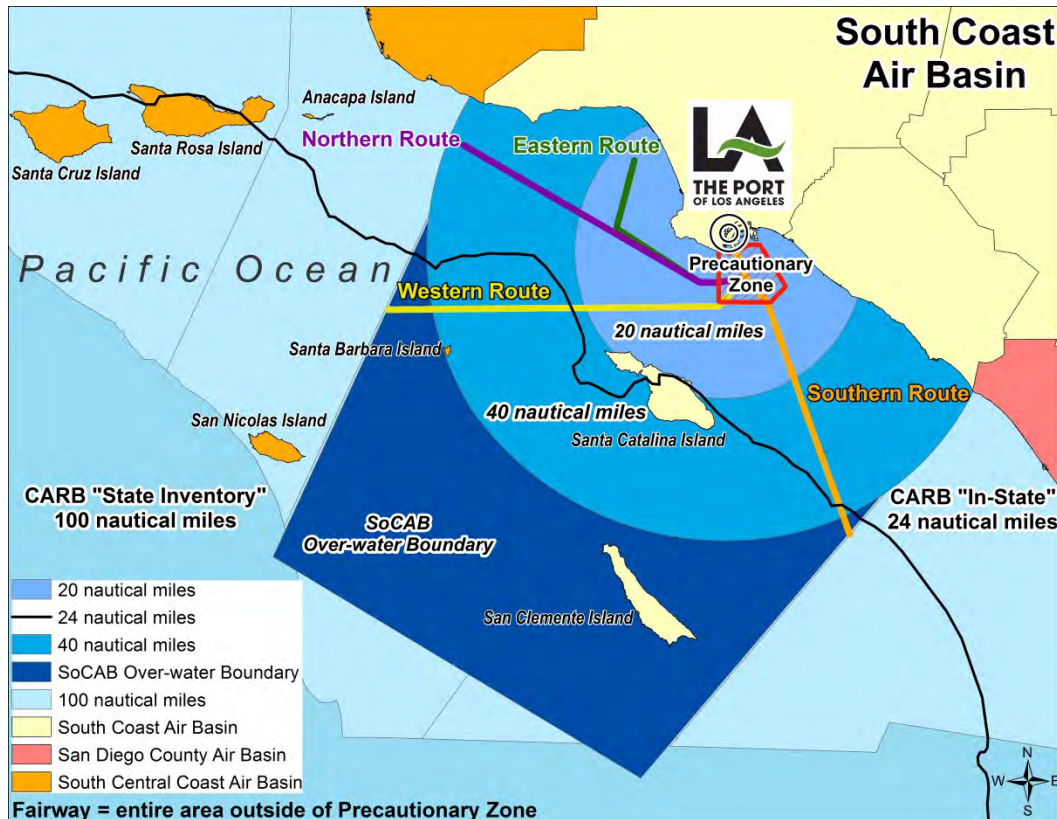 South Coast
Air Basin
Anacapa Island
Northern Route
Eastern Route
LA
THE PORT
OF LOS ANGELES
Santa Rosa Island
Santa Cruz Island
Pacific Ocean
Precautionary
Zone
Western Route
20 nautical miles
Santa Barbara Island
Southern Route
40 nautical miles
San Nicolas Island
Santa Catalina Island
CARB "State Inventory"
100 nautical miles
CARB "In-State"
24 nautical miles
SoCAB
Over-water Boundary
San Clemente Island
20 nautical miles
24 nautical miles
40 nautical miles
SoCAB Over-water Boundary
100 nautical miles
South Coast Air Basin
San Diego County Air Basin
South Central Coast Air Basin
N
W E
S
Fairway = entire area outside of Precautionary Zone